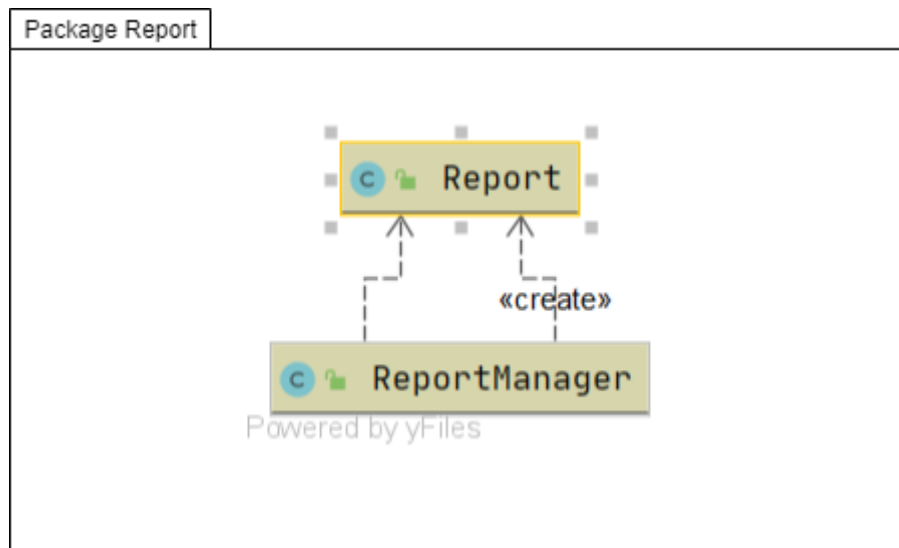 Package Report
C Report
«create»
C ReportManager
Powered by yFiles